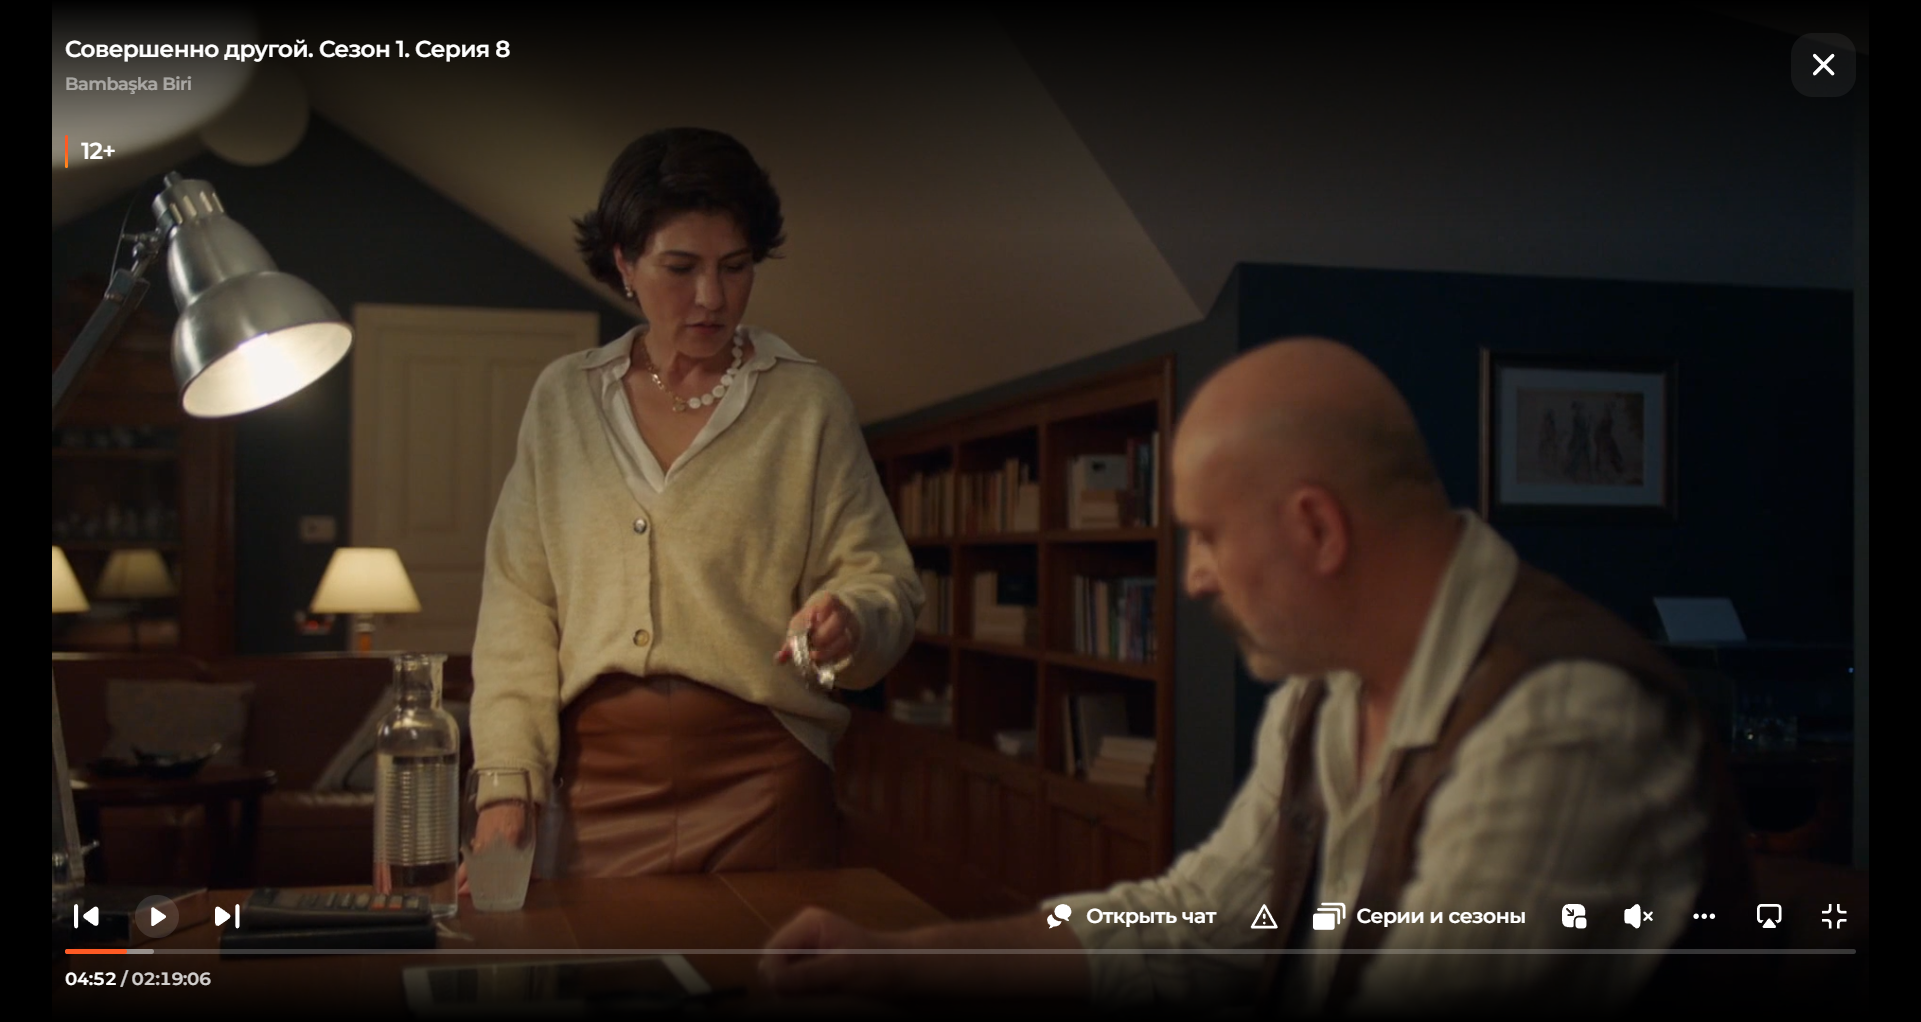 Совершенно другой. Сезон 1. Серия 8
Bambaşka Biri
12+
Открыть чат
Серии и сезоны
04:52 / 02:19:06